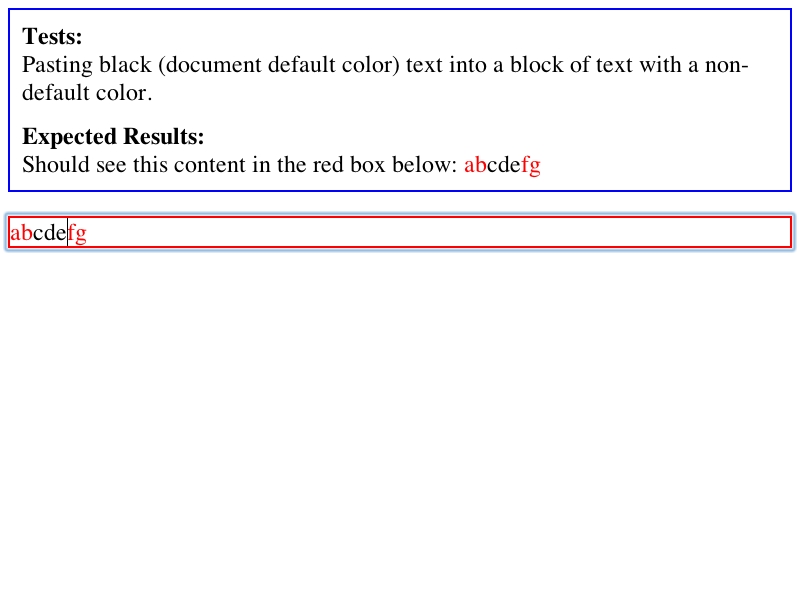 Tests:
Pasting black (document default color) text into a block of text with a non-
default color.
Expected Results:
Should see this content in the red box below: abcdefg
abcdefg